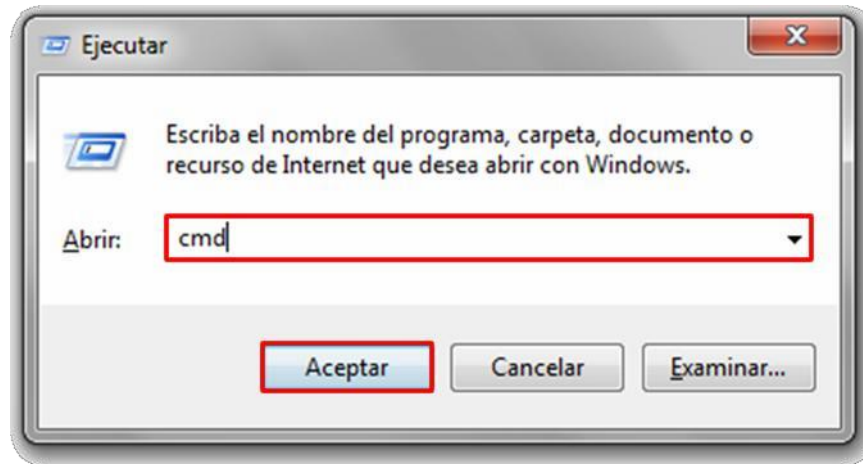 Ejecutar
Escriba el nombre del programa, carpeta, documento o
recurso de Internet que desea abrir con Windows.
Abrir: cmd
Aceptar Cancelar Examinar...